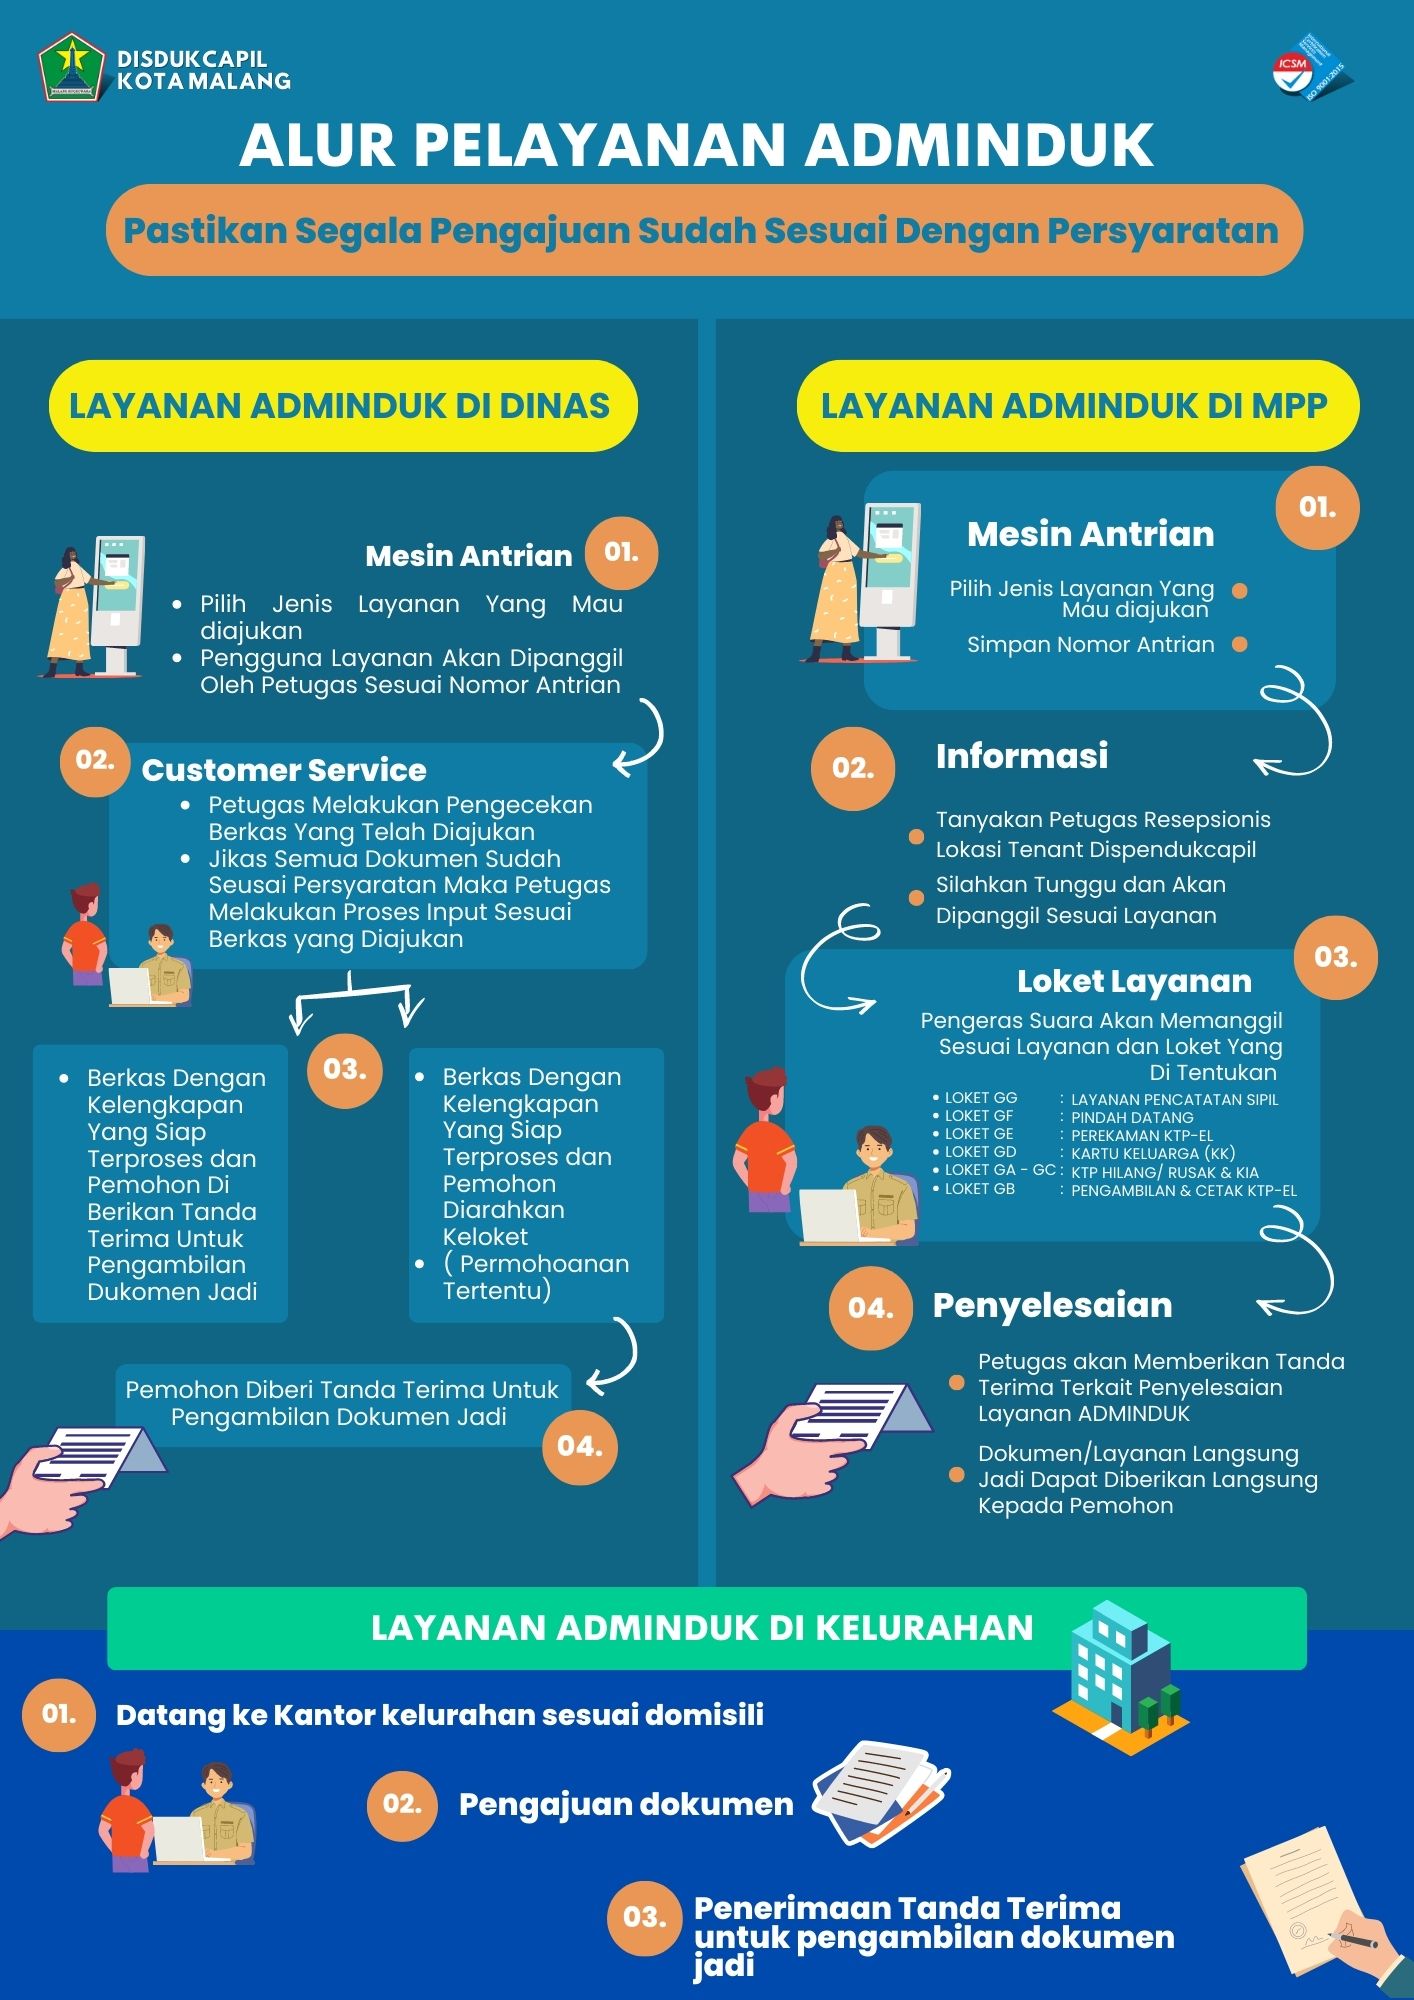 DISDUKCAPIL
KOTA MALANG
ICSM
ISO 9001:2015
ALUR PELAYANAN ADMINDUK
Pastikan Segala Pengajuan Sudah Sesuai Dengan Persyaratan
LAYANAN ADMINDUK DI DINAS
Mesin Antrian
01.
• Pilih Jenis Layanan Yang Mau
diajukan
• Pengguna Layanan Akan Dipanggil
Oleh Petugas Sesuai Nomor Antrian
02.
Customer Service
• Petugas Melakukan Pengecekan
Berkas Yang Telah Diajukan
• Jikas Semua Dokumen Sudah
Seusai Persyaratan Maka Petugas
Melakukan Proses Input Sesuai
Berkas yang Diajukan
03.
• Berkas Dengan
Kelengkapan
Yang Siap
Terproses dan
Pemohon Di
Berikan Tanda
Terima Untuk
Pengambilan
Dukomen Jadi
• Berkas Dengan
Kelengkapan
Yang Siap
Terproses dan
Pemohon
Diarahkan
Keloket
• ( Permohoanan
Tertentu)
Pemohon Diberi Tanda Terima Untuk
Pengambilan Dokumen Jadi
04.
LAYANAN ADMINDUK DI MPP
01.
Mesin Antrian
Pilih Jenis Layanan Yang
Mau diajukan
Simpan Nomor Antrian
02.
Informasi
Tanyakan Petugas Resepsionis
Lokasi Tenant Dispendukcapil
Silahkan Tunggu dan Akan
Dipanggil Sesuai Layanan
03.
Loket Layanan
Pengeras Suara Akan Memanggil
Sesuai Layanan dan Loket Yang
Di Tentukan
• LOKET GG : LAYANAN PENCATATAN SIPIL
• LOKET GF : PINDAH DATANG
• LOKET GE : PEREKAMAN KTP-EL
• LOKET GD : KARTU KELUARGA (KK)
• LOKET GA - GC : KTP HILANG/ RUSAK & KIA
• LOKET GB : PENGAMBILAN & CETAK KTP-EL
04.
Penyelesaian
Petugas akan Memberikan Tanda
Terima Terkait Penyelesaian
Layanan ADMINDUK
Dokumen/Layanan Langsung
Jadi Dapat Diberikan Langsung
Kepada Pemohon
LAYANAN ADMINDUK DI KELURAHAN
01.
Datang ke Kantor kelurahan sesuai domisili
02.
Pengajuan dokumen
03.
Penerimaan Tanda Terima
untuk pengambilan dokumen
jadi